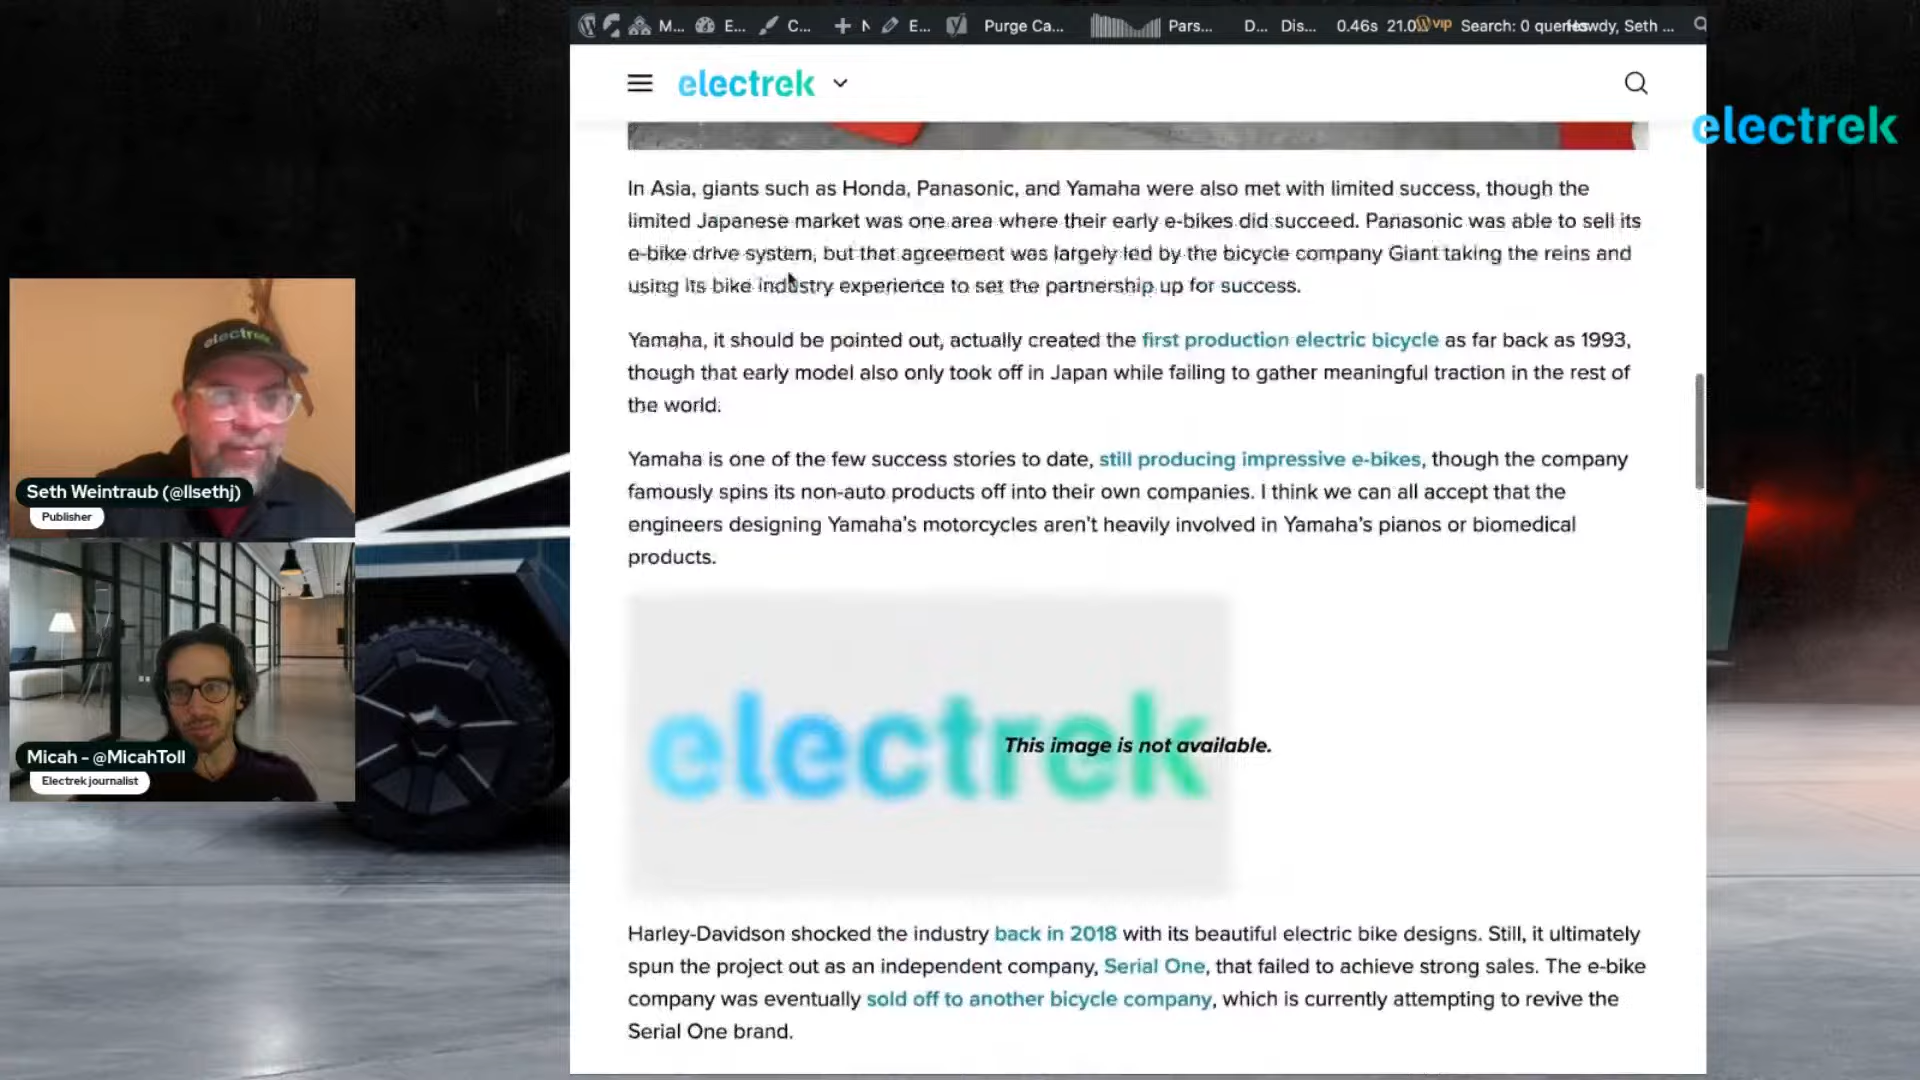 M... E... C... N E... Purge Ca... Pars... D... Dis... 0.46s 21.0 vip Search: 0 queries Howdy, Seth ...
electrek
electrek
In Asia, giants such as Honda, Panasonic, and Yamaha were also met with limited success, though the
limited Japanese market was one area where their early e-bikes did succeed. Panasonic was able to sell its
e-bike drive system, but that agreement was largely led by the bicycle company Giant taking the reins and
using its bike industry experience to set the partnership up for success.
Yamaha, it should be pointed out, actually created the first production electric bicycle as far back as 1993,
though that early model also only took off in Japan while failing to gather meaningful traction in the rest of
the world.
Yamaha is one of the few success stories to date, still producing impressive e-bikes, though the company
famously spins its non-auto products off into their own companies. I think we can all accept that the
engineers designing Yamaha's motorcycles aren't heavily involved in Yamaha's pianos or biomedical
products.
electrek
This image is not available.
Harley-Davidson shocked the industry back in 2018 with its beautiful electric bike designs. Still, it ultimately
spun the project out as an independent company, Serial One, that failed to achieve strong sales. The e-bike
company was eventually sold off to another bicycle company, which is currently attempting to revive the
Serial One brand.
electrek
Seth Weintraub (@llsethj)
Publisher
Micah - @MicahToll
Electrek journalist